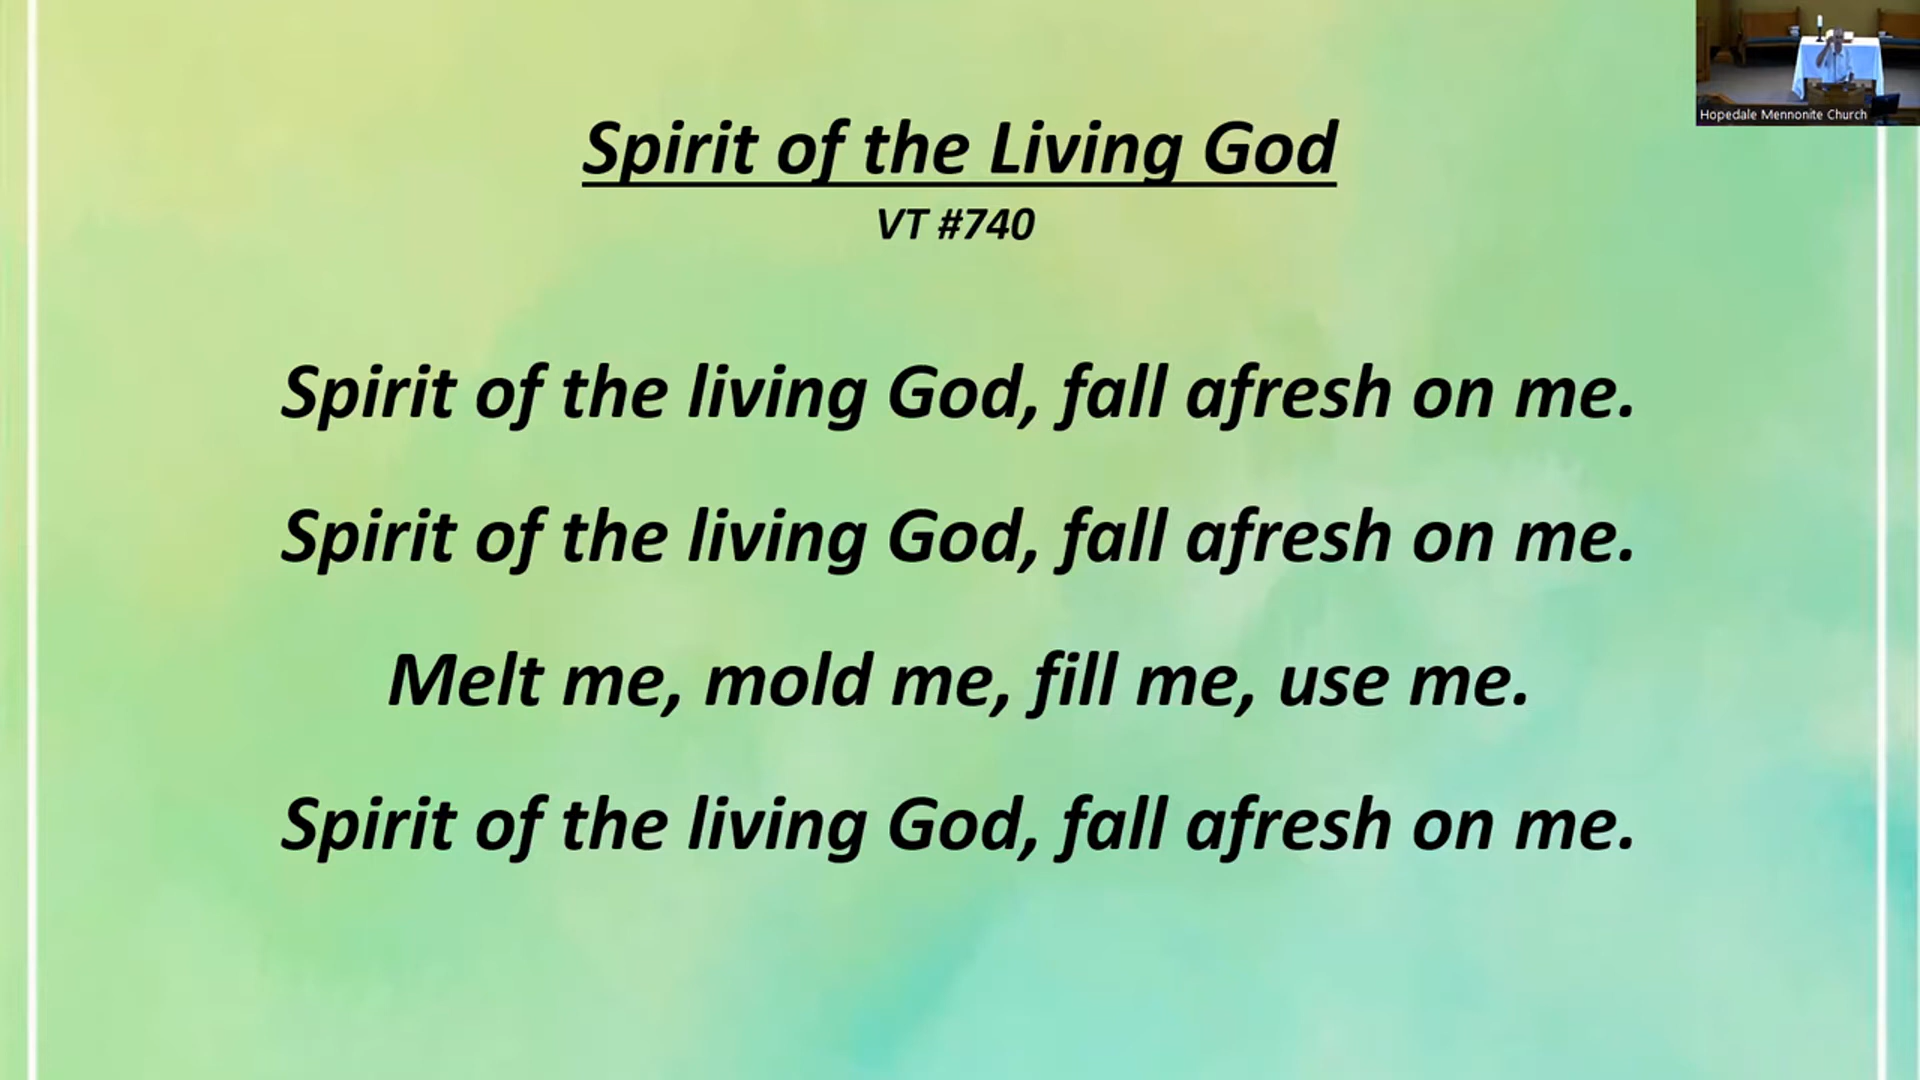 Spirit of the Living God
VT #740
Spirit of the living God, fall afresh on me.
Spirit of the living God, fall afresh on me.
Melt me, mold me, fill me, use me.
Spirit of the living God, fall afresh on me.
Hopedale Mennonite Church